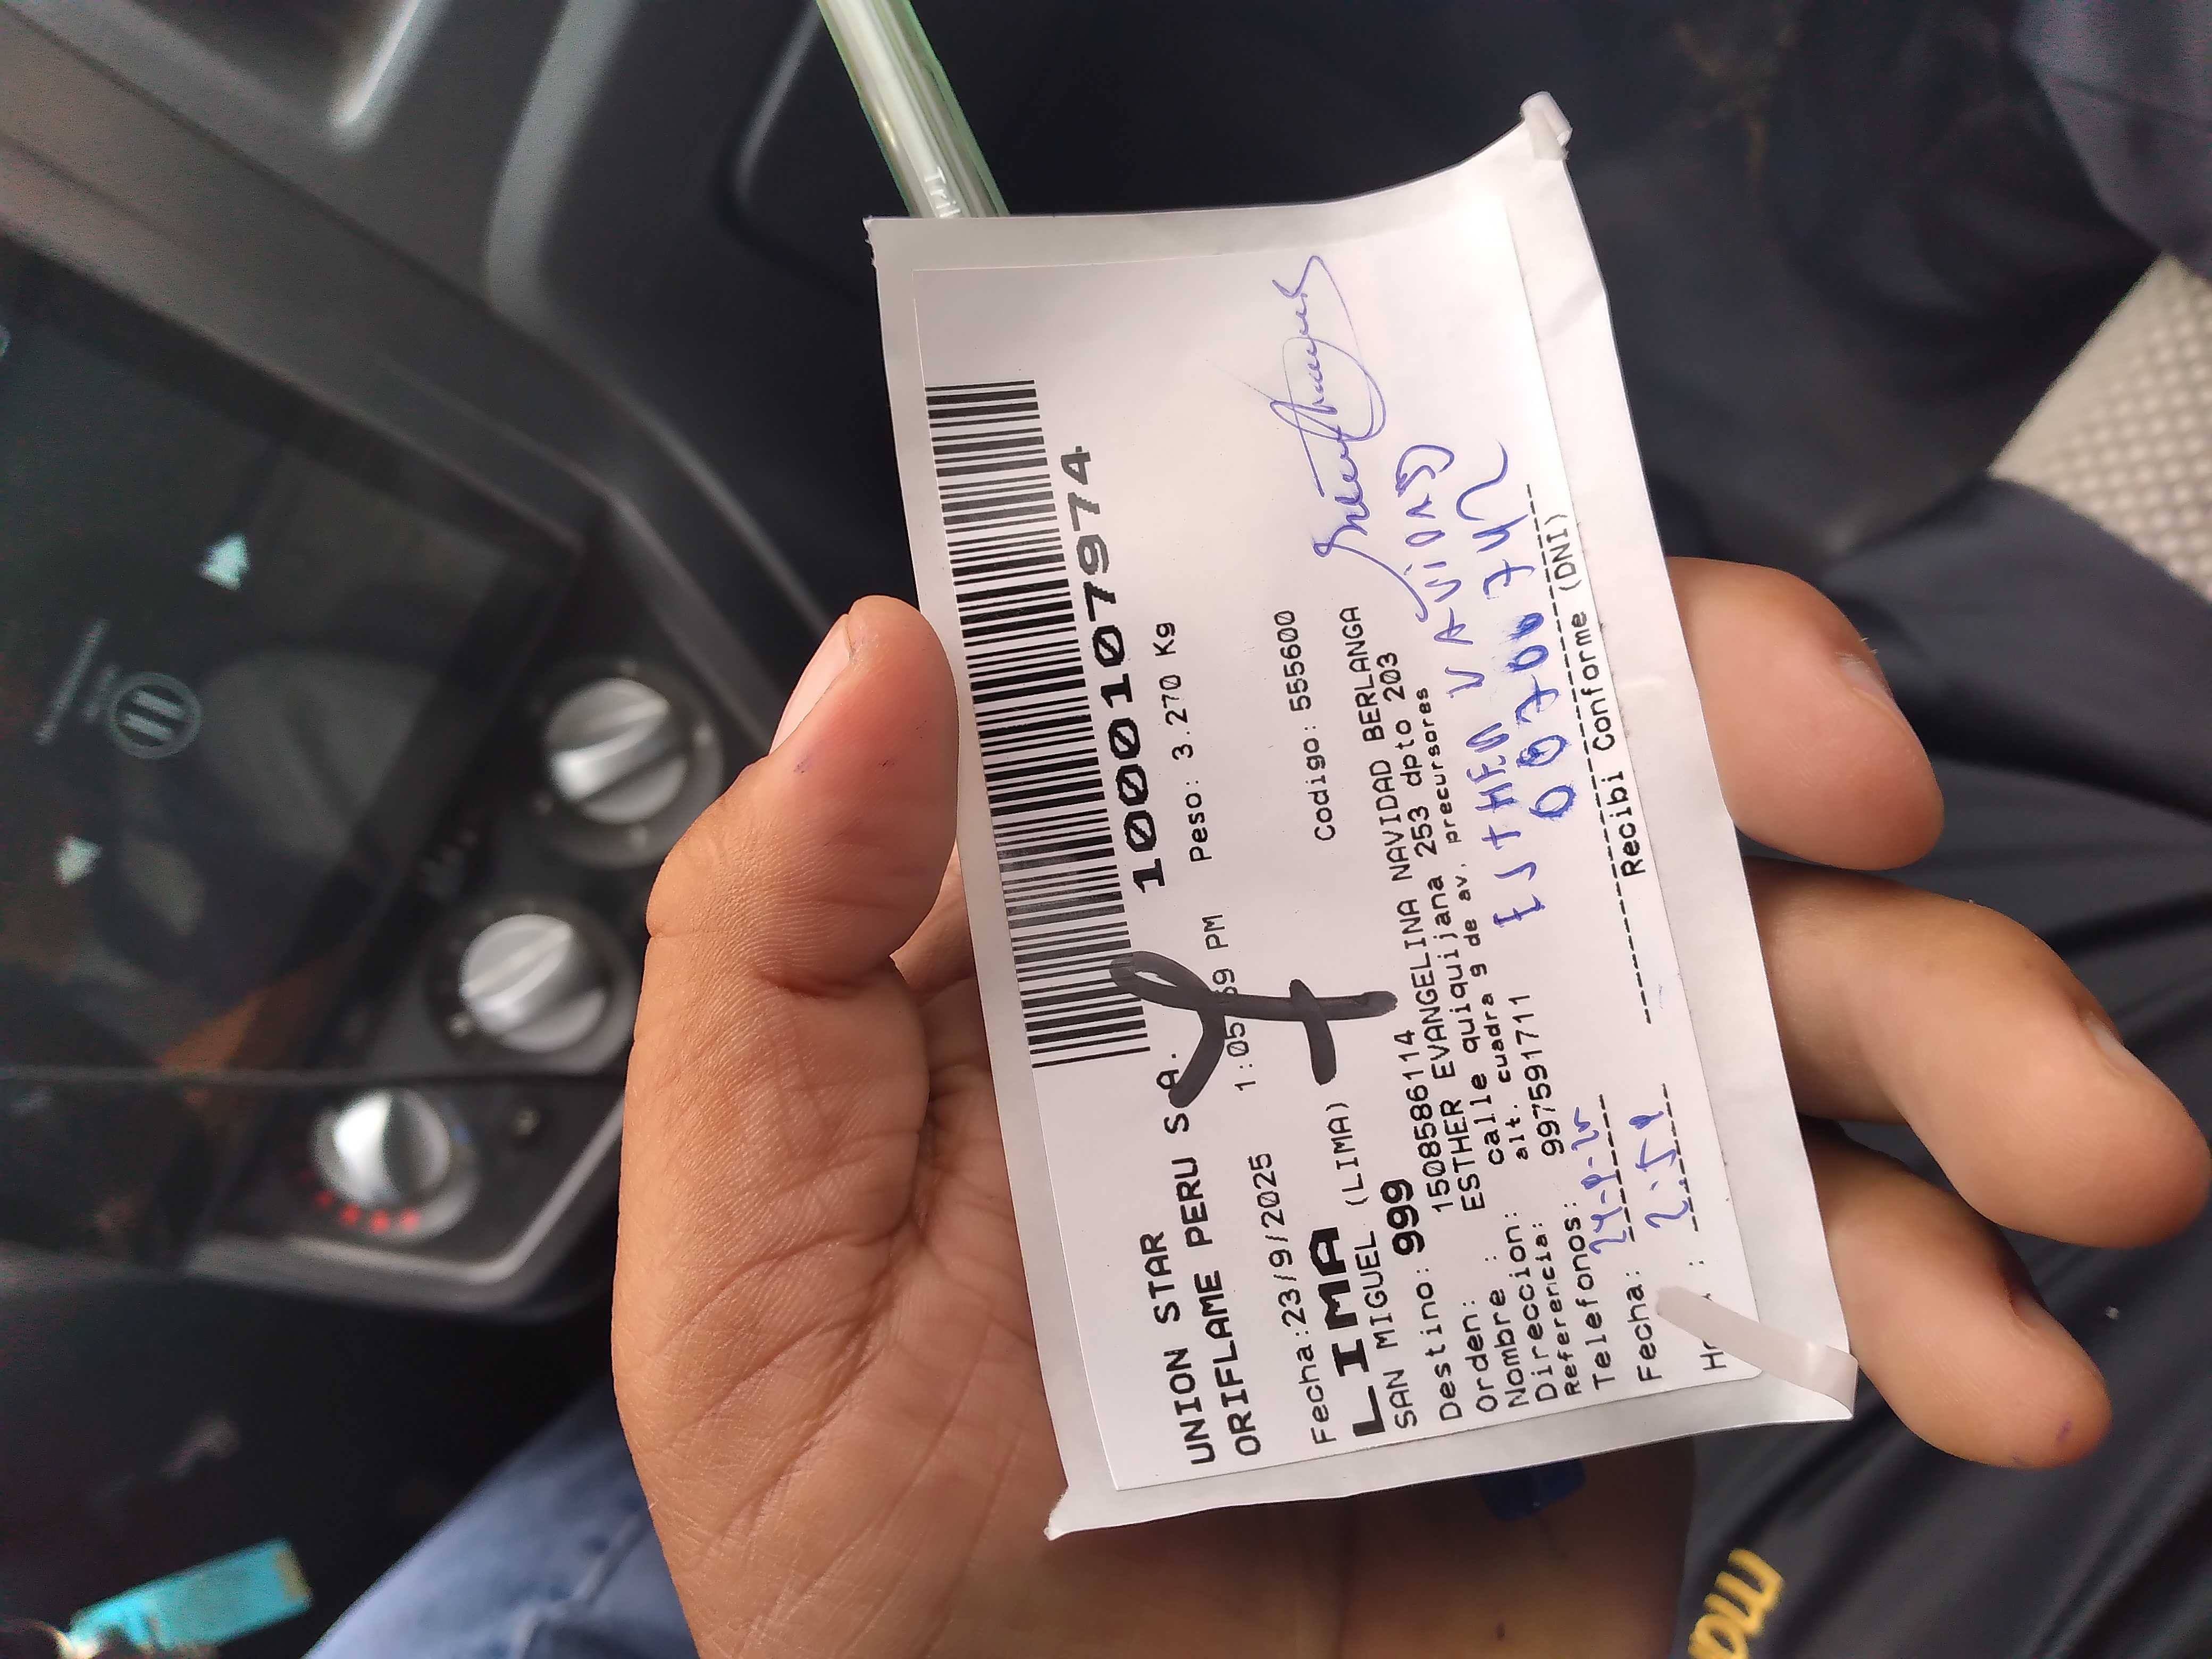 UNION STAR
ORIFLAME PERU S.A.
1000107974
Fecha:23/9/2025 1:05 59 PM Peso: 3.270 Kg
LIMA
SAN MIGUEL (LIMA)
Destino: 999 Codigo: 555600
Orden: 1508586114
Nombre : ESTHER EVANGELINA NAVIDAD BERLANGA
Direccion: calle quiquijana 253 dpto 203
Referencia: alt. cuadra 9 de av. precursores
Telefonos: 997591711
ESTHER NAVIDAD
Fecha:
Recibi Conforme (DNI)